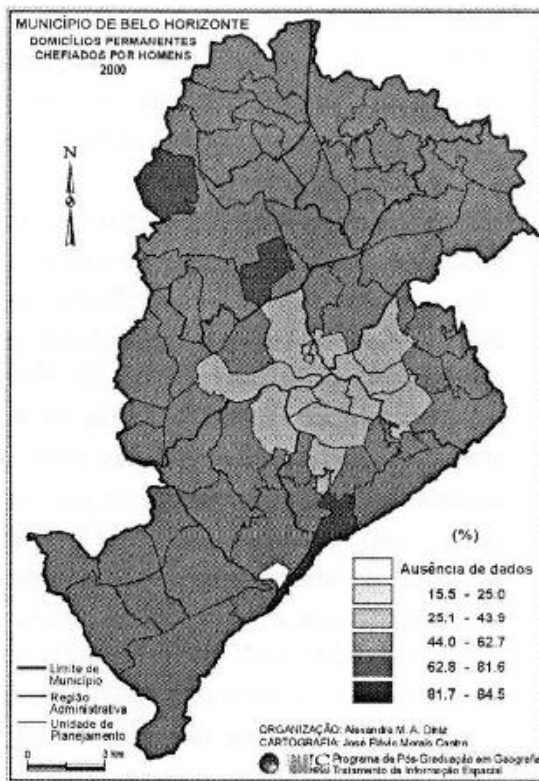 MUNICÍPIO DE BELO HORIZONTE
DOMICÍLIOS PERMANENTES
CHEFIADOS POR HOMENS
2000
N
(%)
Ausência de dados
15.5 - 25.0
25.1 - 43.9
44.0 - 62.7
62.8 - 81.6
81.7 - 84.5
Limite de
Município
Região
Administrativa
Unidade de
Planejamento
0 3 km
ORGANIZAÇÃO: Alexandre M. A. Diniz
CARTOGRAFIA: José Flávio Morais Castro
Programa de Pós-Graduação em Geografia
Tratamento da Informação Espacial